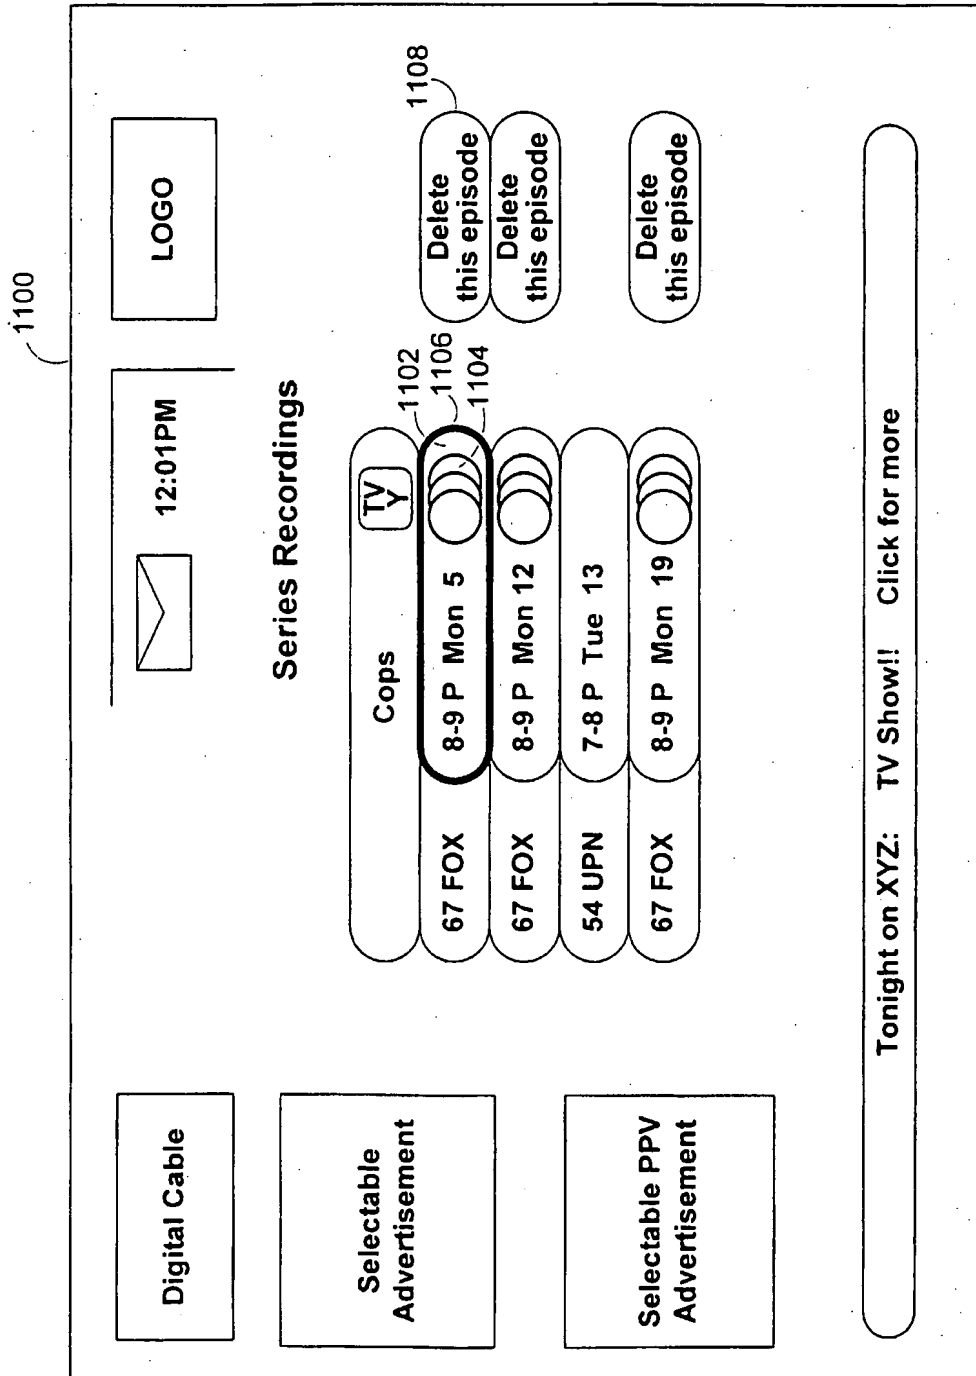 1100
Digital Cable
12:01PM
LOGO
Series Recordings
Selectable
Advertisement
Cops
TV
Y
1102
1106
1104
1108
67 FOX 8-9 P Mon 5
Delete
this episode
67 FOX 8-9 P Mon 12
Delete
this episode
54 UPN 7-8 P Tue 13
67 FOX 8-9 P Mon 19
Delete
this episode
Selectable PPV
Advertisement
Tonight on XYZ: TV Show!! Click for more